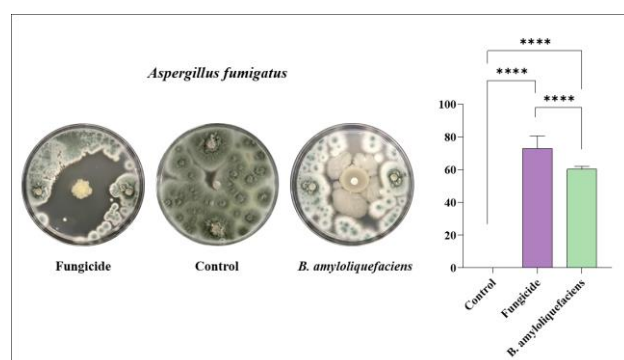 Aspergillus fumigatus
Fungicide
Control
B. amyloliquefaciens
****
****
****
100
80
60
40
20
0
Control
Fungicide
B. amyloliquefaciens